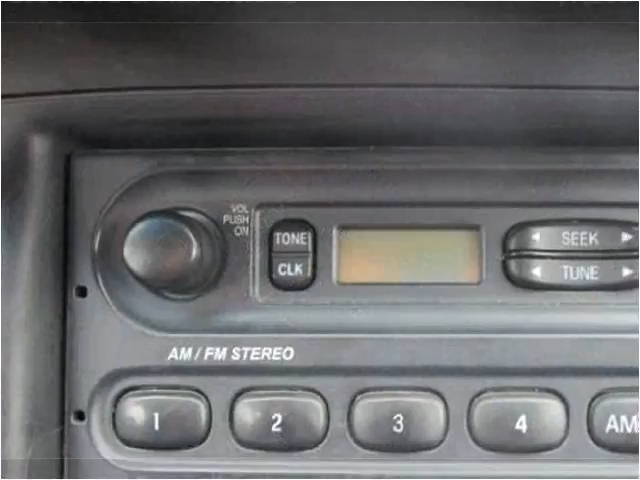 VOL
PUSH
ON
TONE
CLK
SEEK
TUNE
AM / FM STEREO
1 2 3 4 AM